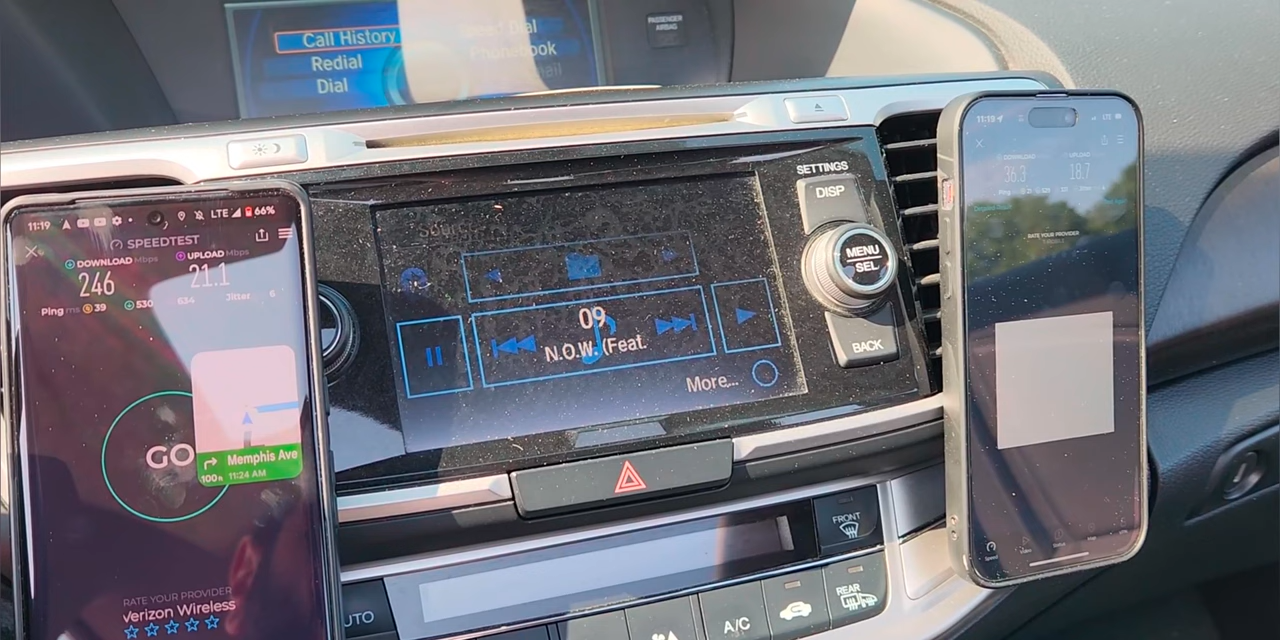 Call History
Speed Dial
Redial
Phonebook
Dial
PASSENGER
AIRBAG
11:19
LTE
66%
SPEEDTEST
DOWNLOAD Mbps
UPLOAD Mbps
246
21.1
Ping ms
39
530
634
Jitter
6
GO
Memphis Ave
100 ft
11:24 AM
RATE YOUR PROVIDER
Verizon Wireless
09
N.O.W. (Feat.
More...
SETTINGS
DISP
MENU
SEL
BACK
11:19
LTE
DOWNLOAD
UPLOAD
36.3
18.7
RATE YOUR PROVIDER
FRONT
REAR
A/C